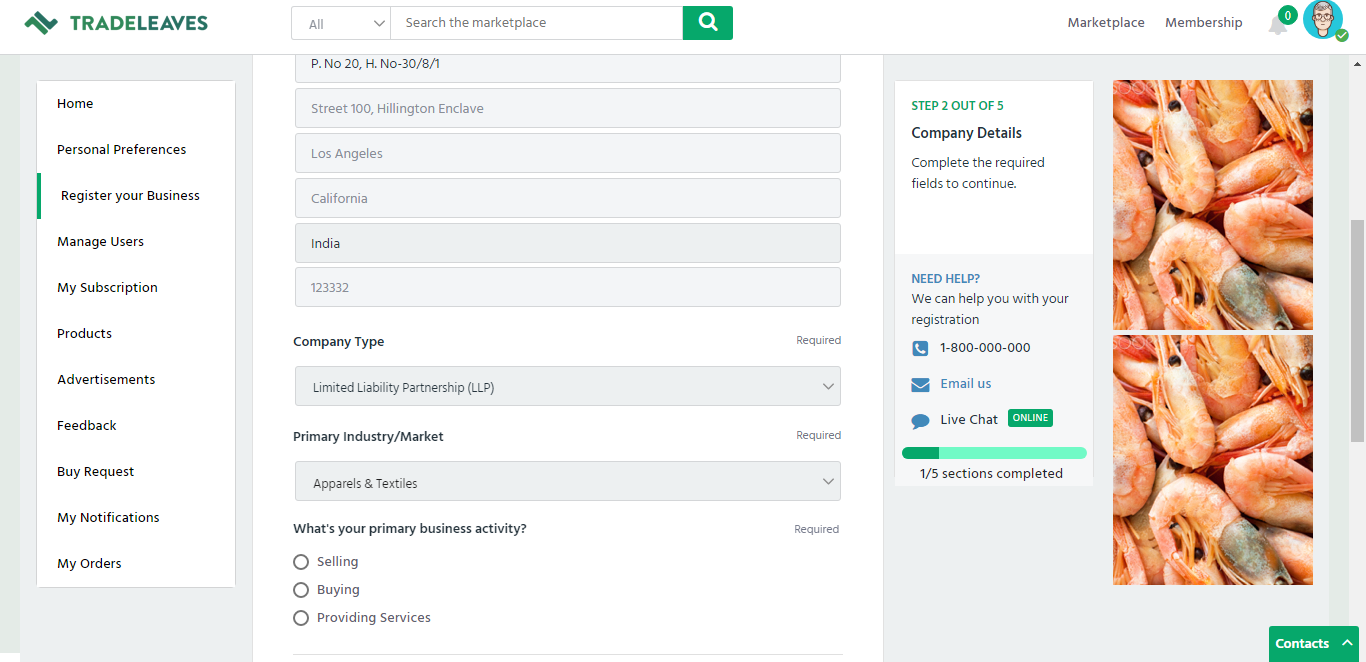 TRADELEAVES
All
Search the marketplace
Marketplace
Membership
0
Home
Personal Preferences
Register your Business
Manage Users
My Subscription
Products
Advertisements
Feedback
Buy Request
My Notifications
My Orders
P. No 20, H. No-30/8/1
Street 100, Hillington Enclave
Los Angeles
California
India
123332
Company Type
Required
Limited Liability Partnership (LLP)
Primary Industry/Market
Required
Apparels & Textiles
What's your primary business activity?
Required
Selling
Buying
Providing Services
STEP 2 OUT OF 5
Company Details
Complete the required
fields to continue.
NEED HELP?
We can help you with your
registration
1-800-000-000
Email us
Live Chat
ONLINE
1/5 sections completed
Contacts